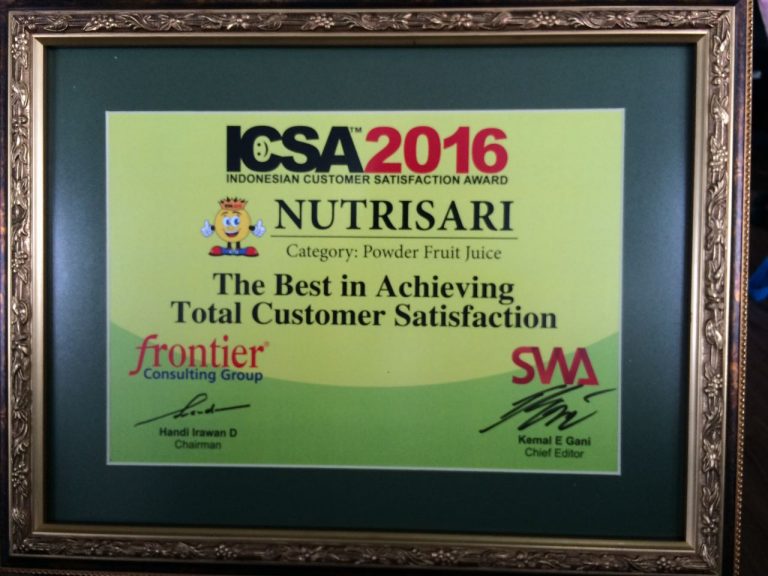 ICSA™2016
INDONESIAN CUSTOMER SATISFACTION AWARD
NUTRISARI
Category: Powder Fruit Juice
The Best in Achieving
Total Customer Satisfaction
frontier®
Consulting Group
Handi Irawan D
Chairman
SWA
Kemal E Gani
Chief Editor